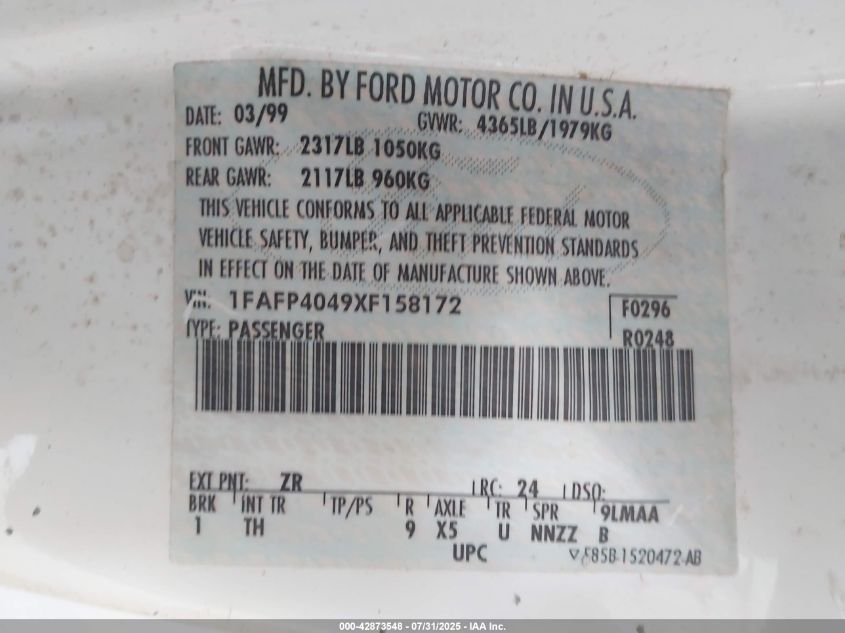 MFD. BY FORD MOTOR CO. IN U.S.A.
DATE: 03/99 GVWR: 4365LB/1979KG
FRONT GAWR: 2317LB 1050KG
REAR GAWR: 2117LB 960KG
THIS VEHICLE CONFORMS TO ALL APPLICABLE FEDERAL MOTOR
VEHICLE SAFETY, BUMPER, AND THEFT PREVENTION STANDARDS
IN EFFECT ON THE DATE OF MANUFACTURE SHOWN ABOVE.
VIN: 1FAFP4049XF158172 F0296
TYPE: PASSENGER R0248
EXT PNT: ZR RC: 24 DSO:
BRK INT TR TP/PS R AXLE TR SPR 9LMAA
1 TH 9 X5 U NNZZ B
UPC F85B-1520472-AB
000-42873548 - 07/31/2025 - IAA Inc.